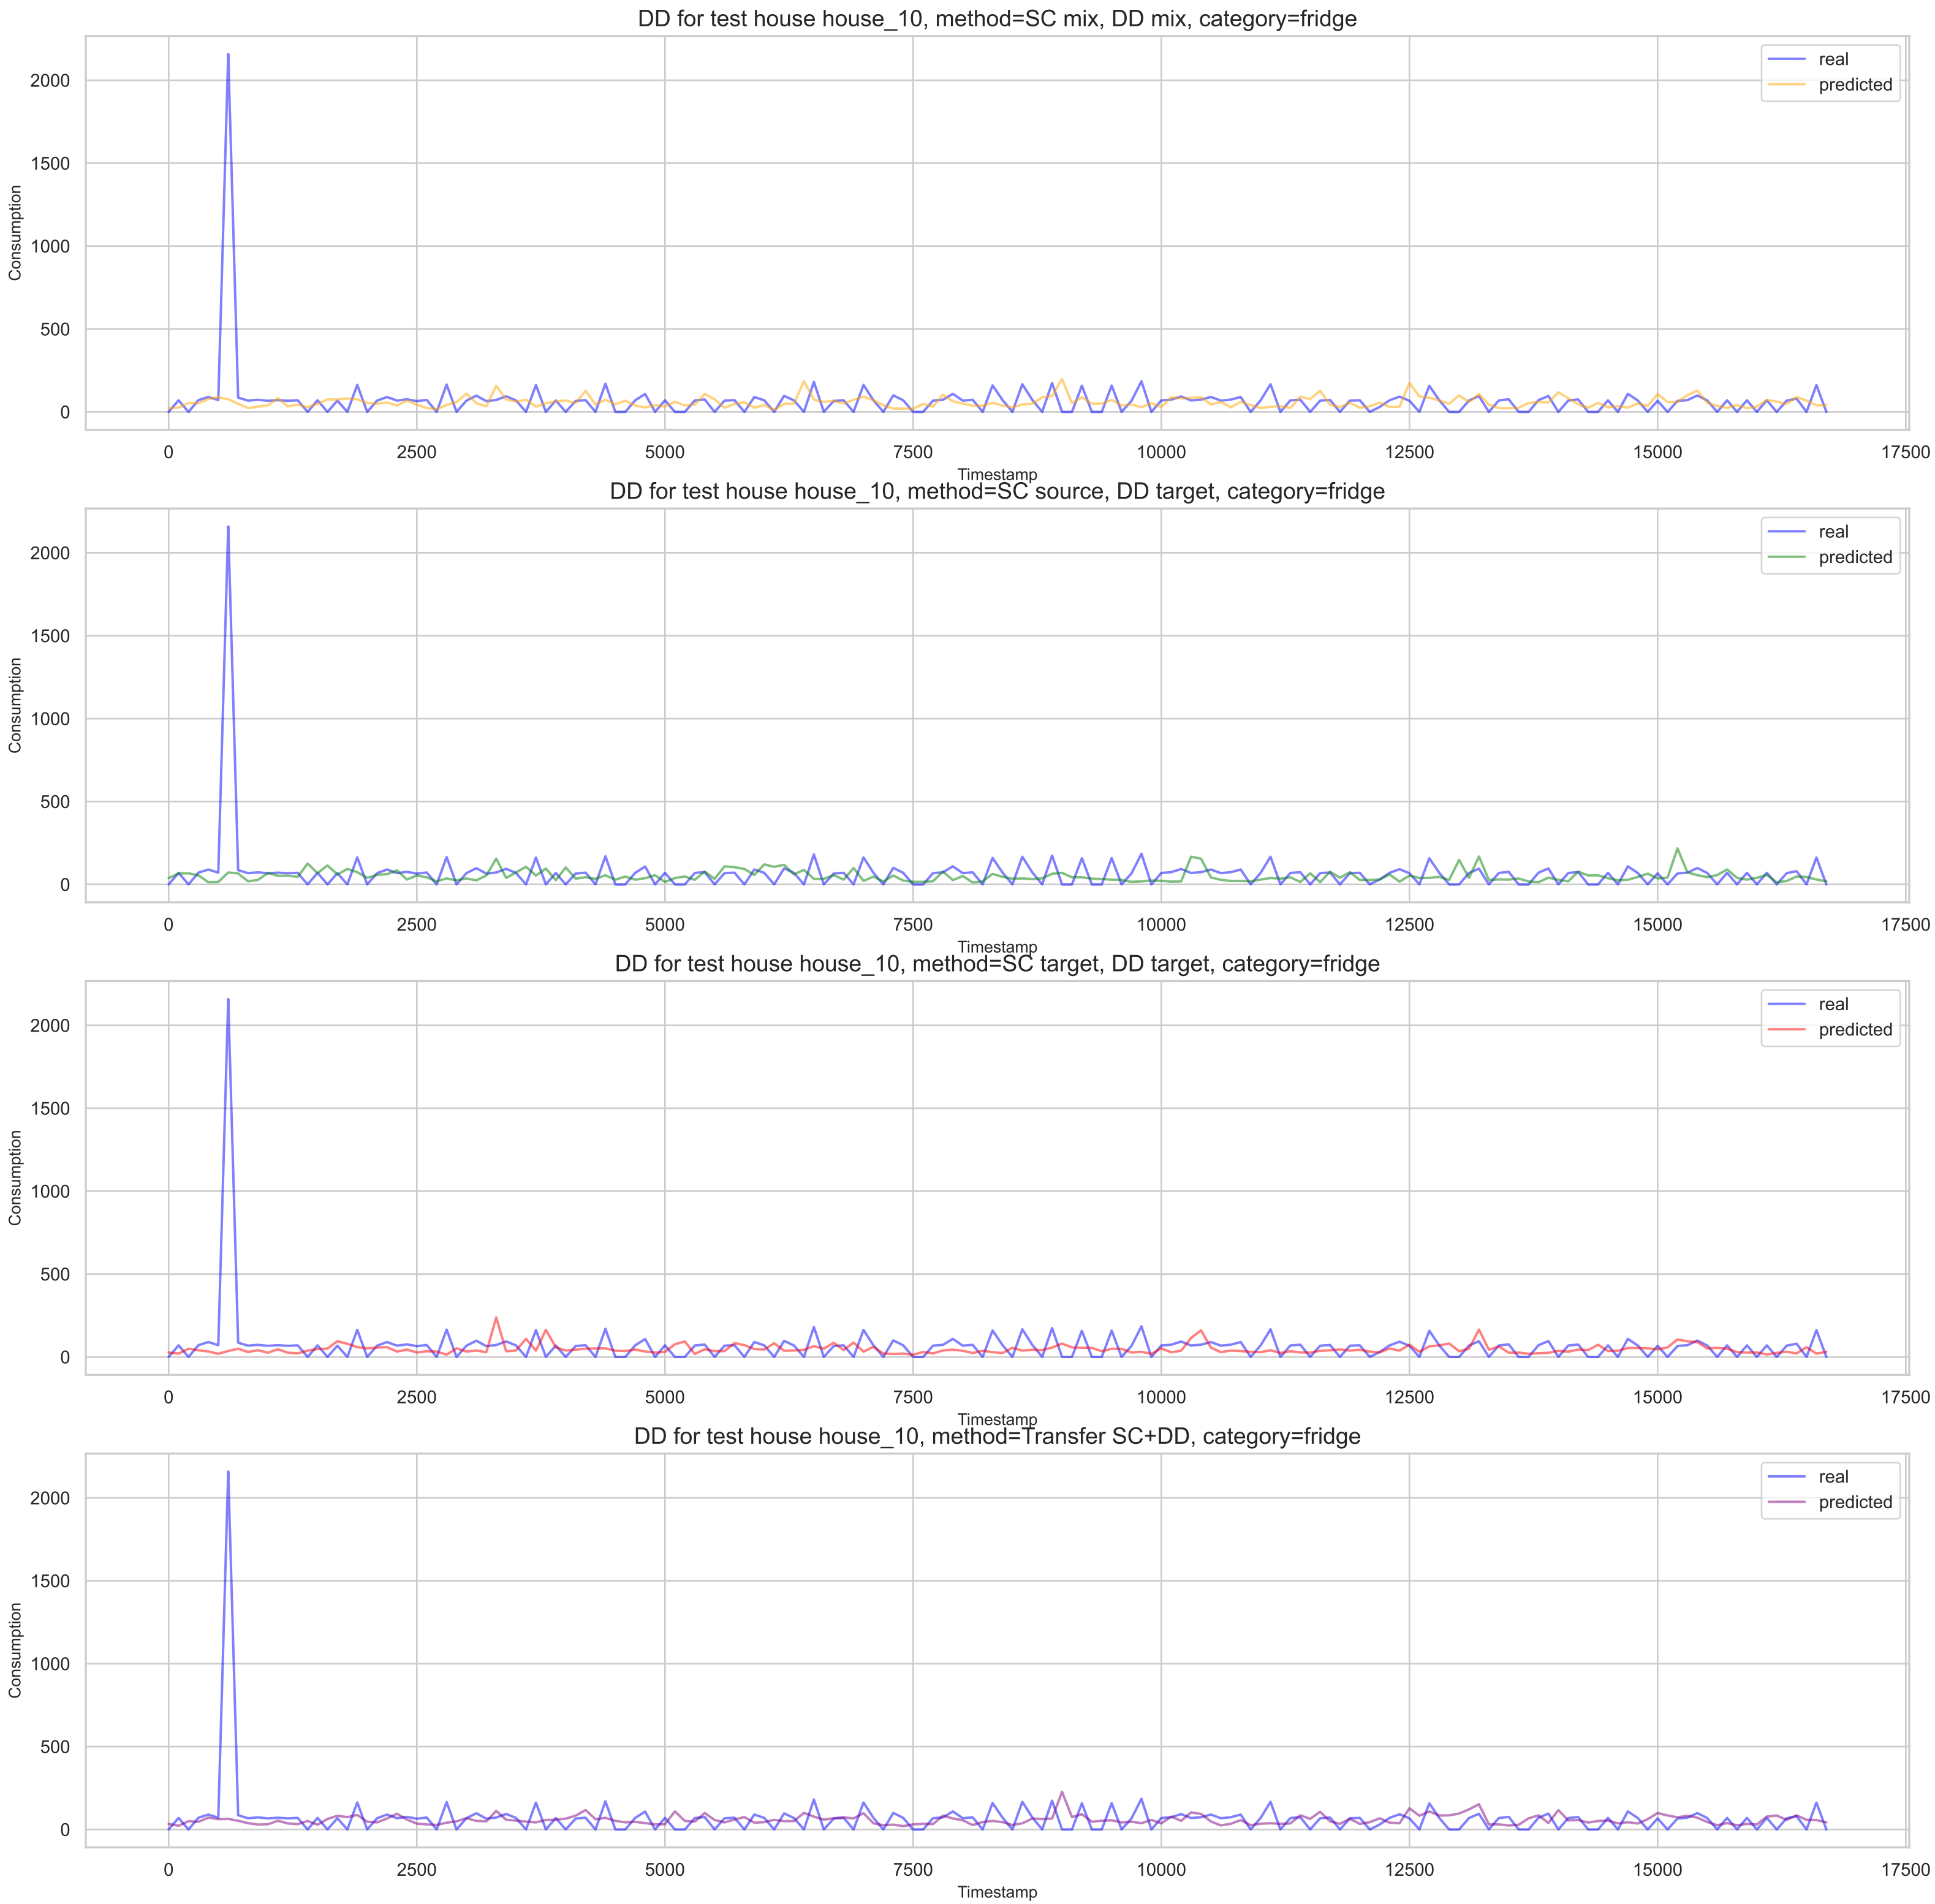 DD for test house house_10, method=SC mix, DD mix, category=fridge
real
predicted
Consumption
2000
1500
1000
500
0
0 2500 5000 7500 10000 12500 15000 17500
Timestamp
DD for test house house_10, method=SC source, DD target, category=fridge
real
predicted
Consumption
2000
1500
1000
500
0
0 2500 5000 7500 10000 12500 15000 17500
Timestamp
DD for test house house_10, method=SC target, DD target, category=fridge
real
predicted
Consumption
2000
1500
1000
500
0
0 2500 5000 7500 10000 12500 15000 17500
Timestamp
DD for test house house_10, method=Transfer SC+DD, category=fridge
real
predicted
Consumption
2000
1500
1000
500
0
0 2500 5000 7500 10000 12500 15000 17500
Timestamp